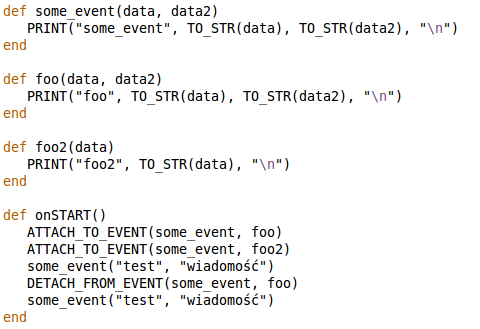 def some_event(data, data2)
   PRINT("some_event", TO_STR(data), TO_STR(data2), "\n")
end

def foo(data, data2)
   PRINT("foo", TO_STR(data), TO_STR(data2), "\n")
end

def foo2(data)
   PRINT("foo2", TO_STR(data), "\n")
end

def onSTART()
   ATTACH_TO_EVENT(some_event, foo)
   ATTACH_TO_EVENT(some_event, foo2)
   some_event("test", "wiadomość")
   DETACH_FROM_EVENT(some_event, foo)
   some_event("test", "wiadomość")
end